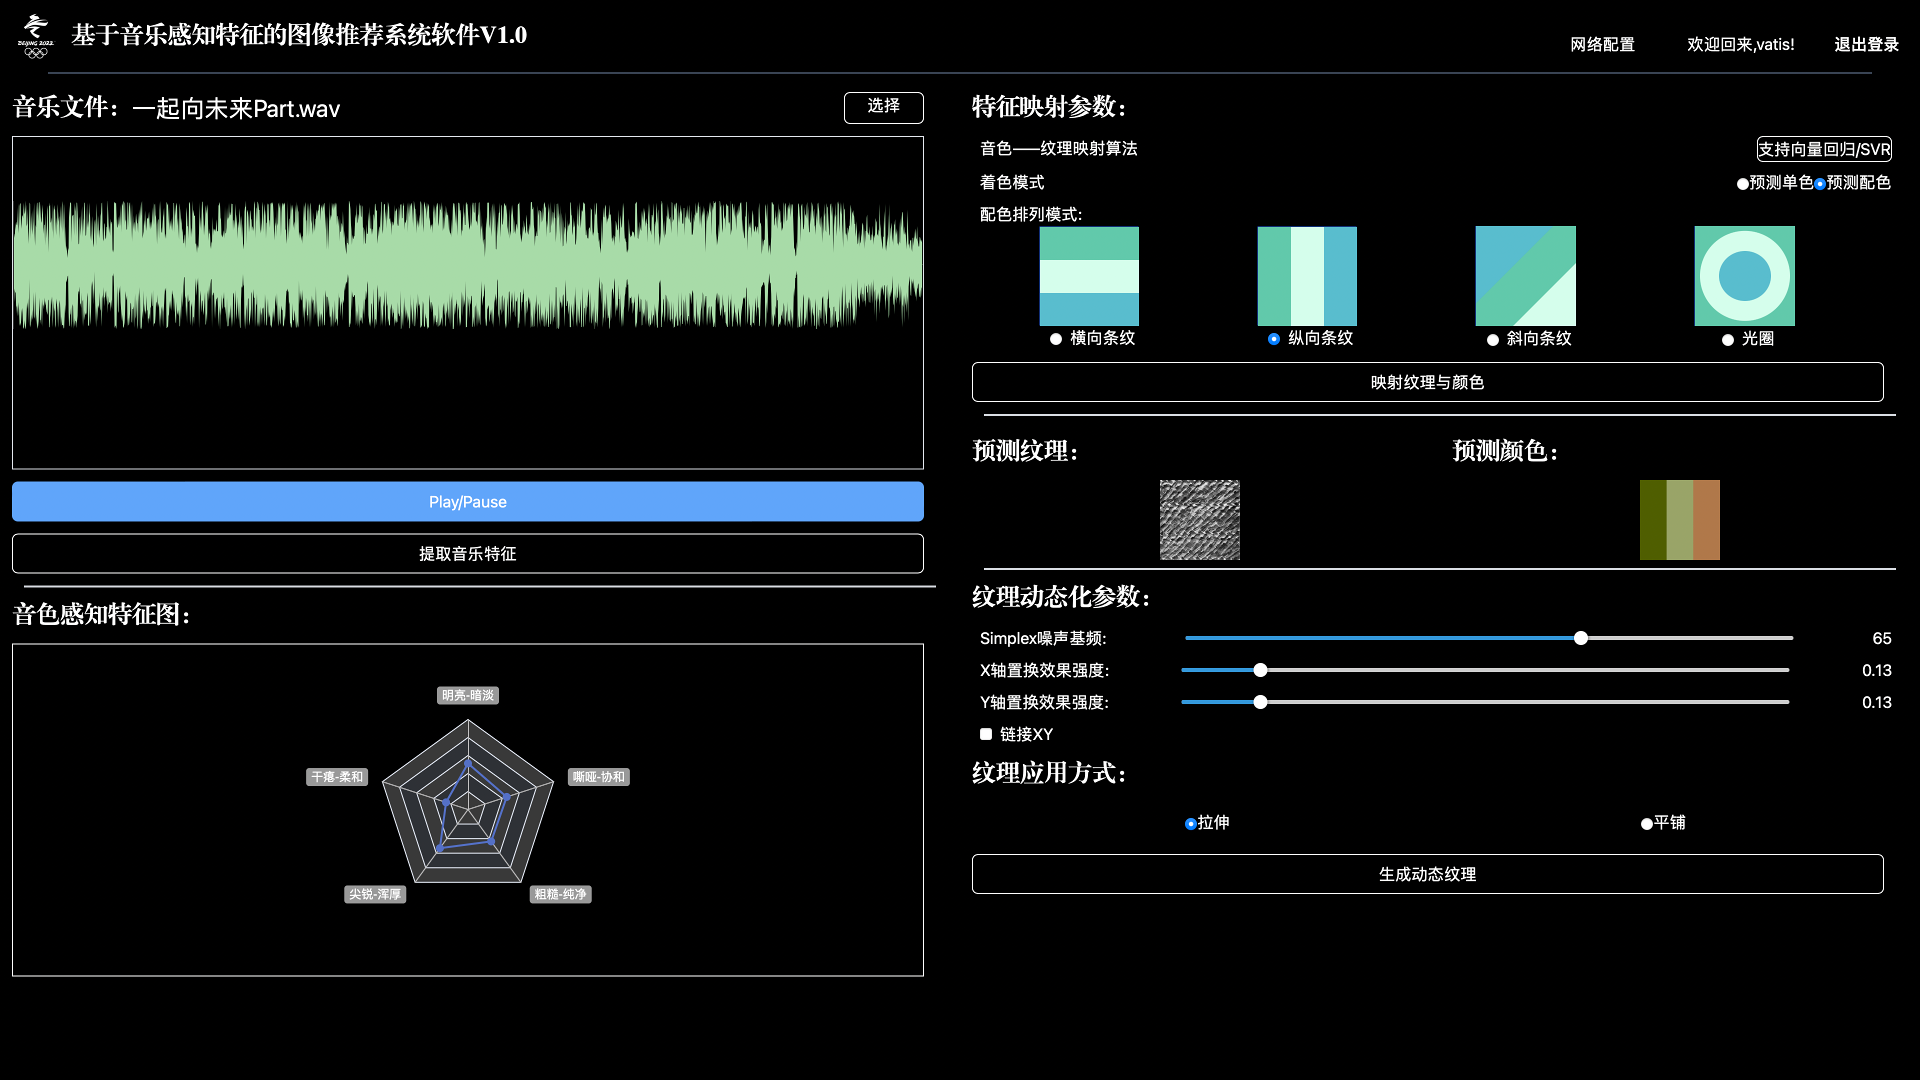 BEIJING 2022
基于音乐感知特征的图像推荐系统软件V1.0
网络配置
欢迎回来,vatis!
退出登录
音乐文件：一起向未来Part.wav
选择
Play/Pause
提取音乐特征
音色感知特征图：
明亮-暗淡
干瘪-柔和
嘶哑-协和
尖锐-浑厚
粗糙-纯净
特征映射参数：
音色——纹理映射算法
支持向量回归/SVR
着色模式
预测单色
预测配色
配色排列模式:
横向条纹
纵向条纹
斜向条纹
光圈
映射纹理与颜色
预测纹理：
预测颜色：
纹理动态化参数：
Simplex噪声基频:
65
X轴置换效果强度:
0.13
Y轴置换效果强度:
0.13
链接XY
纹理应用方式：
拉伸
平铺
生成动态纹理